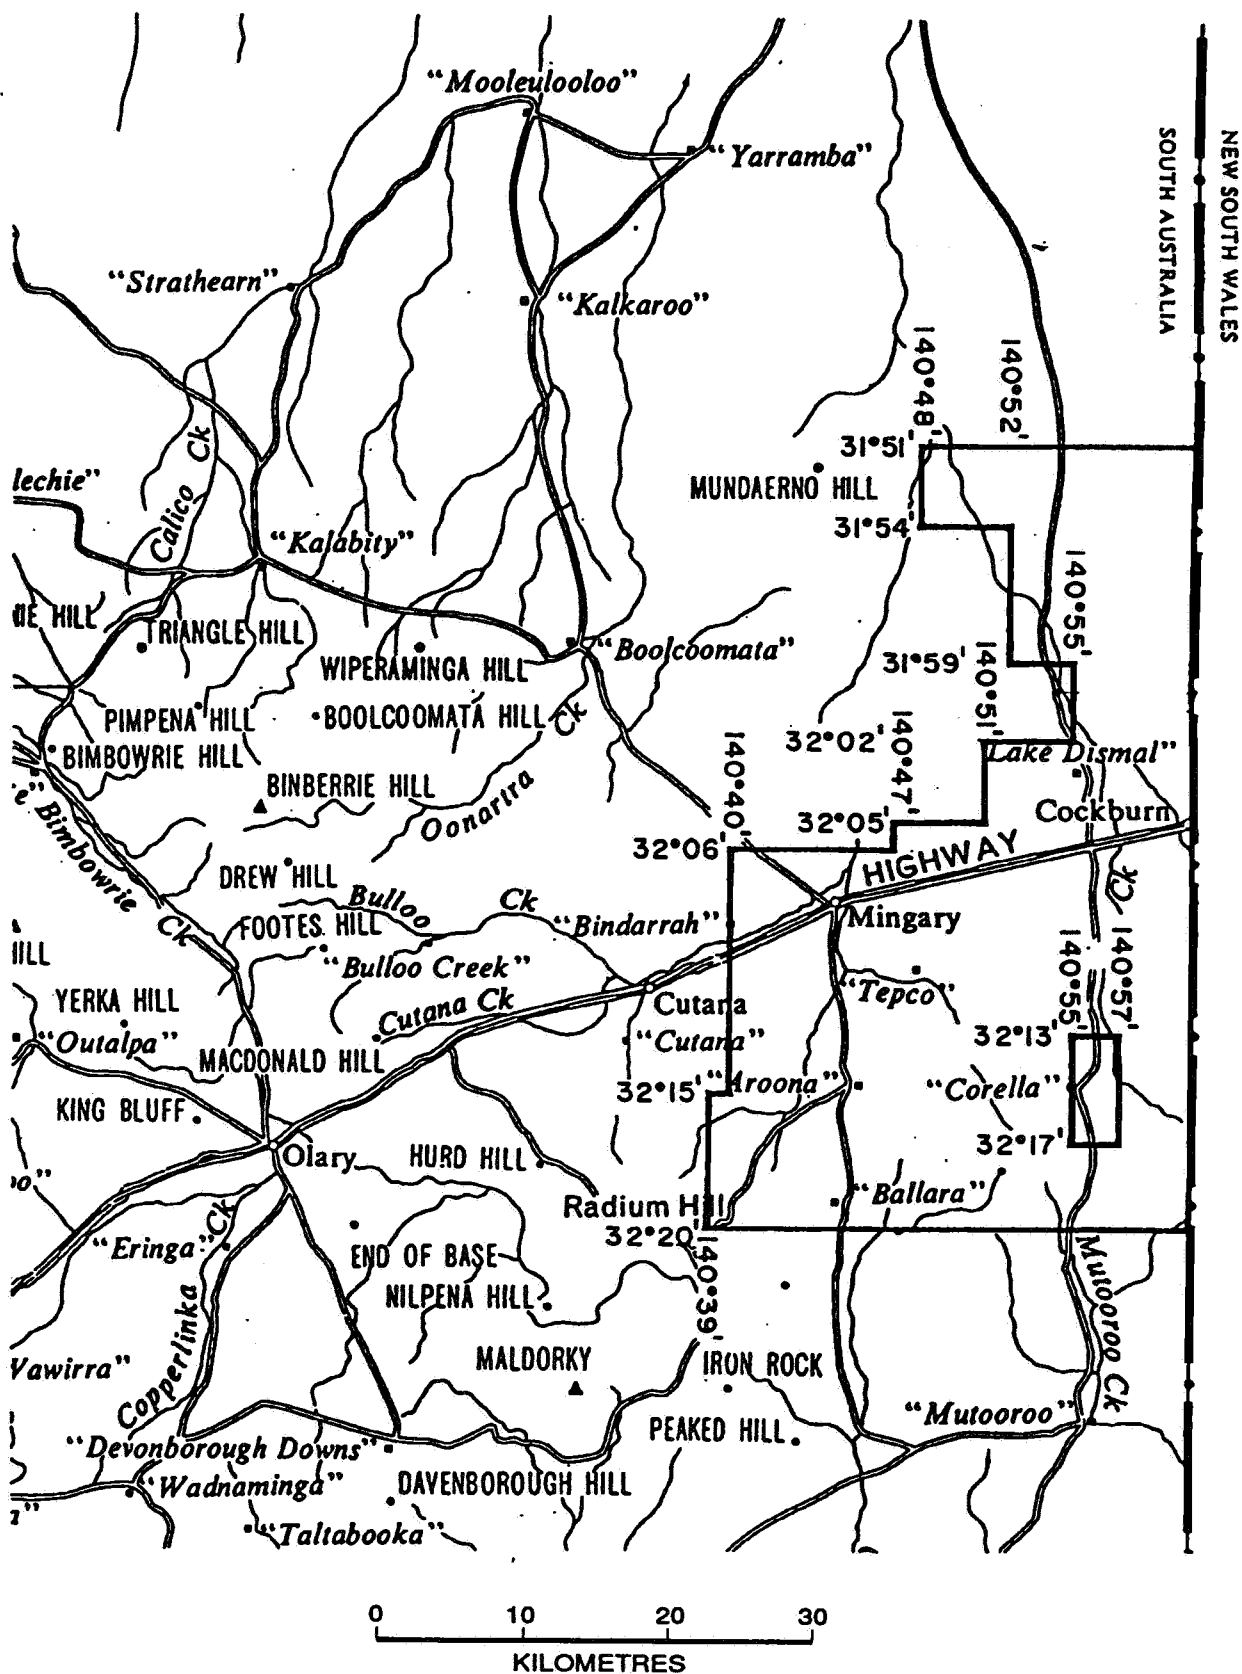 “Mooleulooloo”
“Yarramba”
NEW SOUTH WALES
SOUTH AUSTRALIA
“Strathearn”
“Kalkaroo”
140°48'
140°52'
31°51'
Calico Ck
lechie”
MUNDAERNO HILL
31°54'
“Kalabity”
140°55'
HILL
TRIANGLE HILL
WIPERAMINGA HILL
“Boolcoomata”
31°59'
140°51'
PIMPENA HILL
BOOLCOOMATA HILL
BIMBOWRIE HILL
32°02'
140°47'
140°40'
Lake Dismal”
BINBERRIE HILL
Oonartra Ck
Cockburn
32°05'
32°06'
Bimbowrie Ck
HIGHWAY
DREW HILL
Bulloo Ck
Ck
FOOTES HILL
“Bindarrah”
Mingary
HILL
“Bulloo Creek”
140°55'
140°57'
YERKA HILL
Cutana Ck
Cutana
“Tepco”
“Outalpa”
MACDONALD HILL
“Cutana”
32°13'
32°15'
“Aroona”
“Corella”
KING BLUFF
Olary
HURD HILL
32°17'
oo”
Radium Hill
“Ballara”
32°20'
“Eringa”
END OF BASE
140°39'
NILPENA HILL
Mutooroo Ck
Copperlinka Ck
Wawirra”
MALDORKY
IRON ROCK
“Mutooroo”
PEAKED HILL
“Devonborough Downs”
“Wadnaminga”
DAVENBOROUGH HILL
“Taltabooka”
0 10 20 30
KILOMETRES